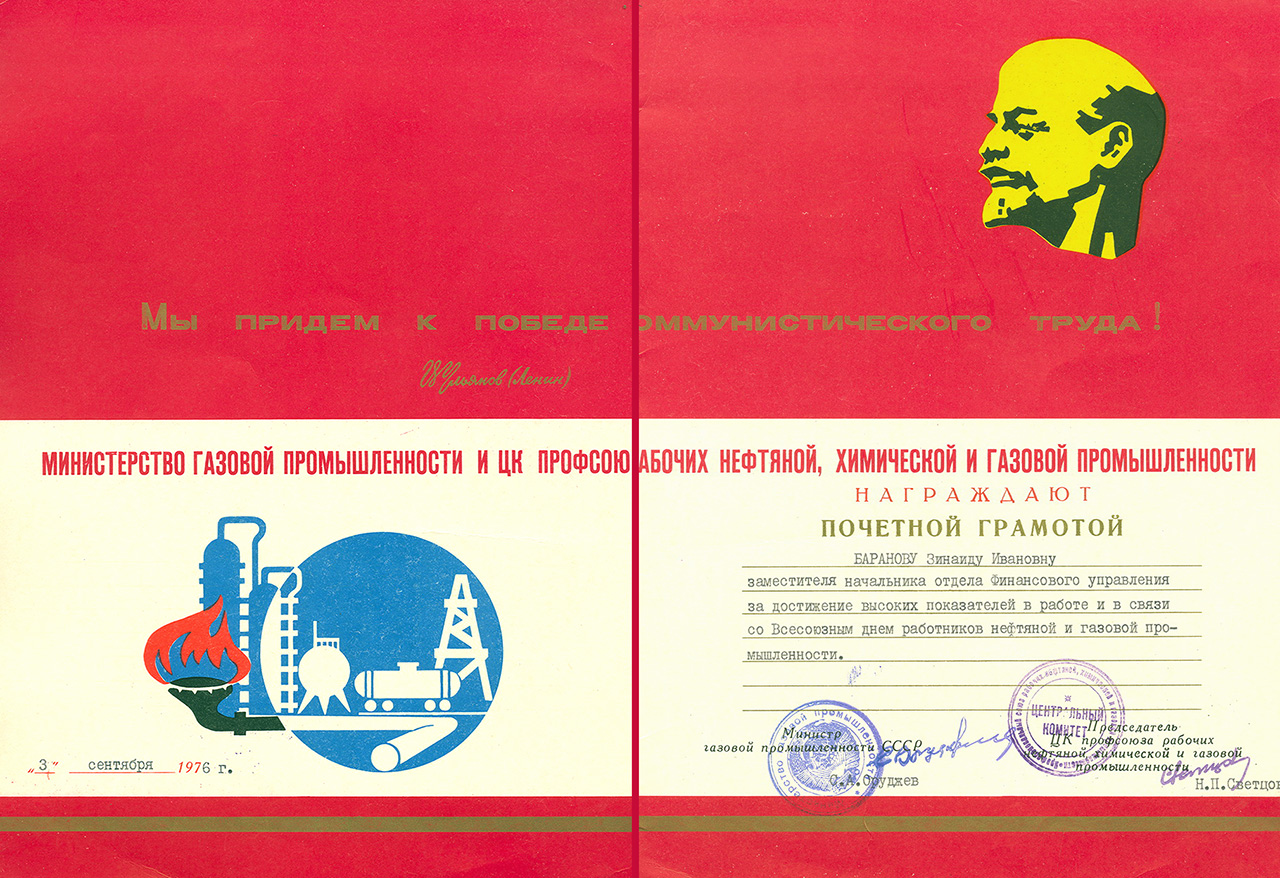 Мы придем к победе оммунистического труда!
В Ульянов (Ленин)
МИНИСТЕРСТВО ГАЗОВОЙ ПРОМЫШЛЕННОСТИ И ЦК ПРОФСОЮ АБОЧИХ НЕФТЯНОЙ, ХИМИЧЕСКОЙ И ГАЗОВОЙ ПРОМЫШЛЕННОСТИ
НАГРАЖДАЮТ
ПОЧЕТНОЙ ГРАМОТОЙ
БАРАНОВУ Зинаиду Ивановну
заместителя начальника отдела Финансового управления
за достижение высоких показателей в работе и в связи
со Всесоюзным днем работников нефтяной и газовой про-
мышленности.
Министр
газовой промышленности СССР
С.А.Оруджев
ЦЕНТРАЛЬНЫЙ
КОМИТЕТ
Председатель
ЦК профсоюза рабочих
нефтяной, химической и газовой
промышленности
Н.П.Светцов
"3" сентября 1976 г.